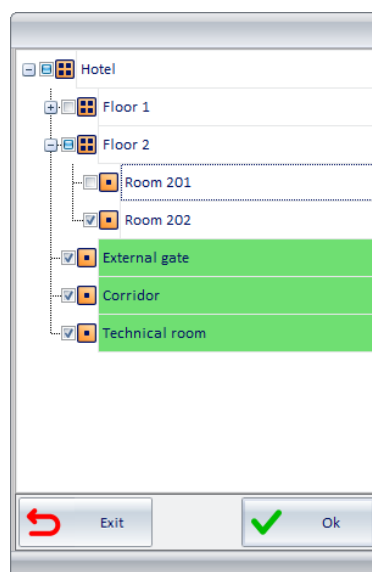 Hotel
Floor 1
Floor 2
Room 201
Room 202
External gate
Corridor
Technical room
Exit
Ok